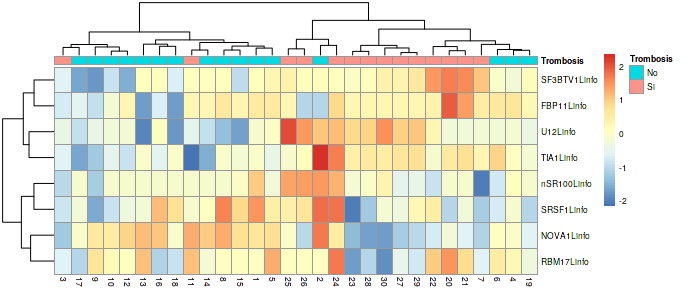 Trombosis
Trombosis
No
Si
2
1
0
-1
-2
SF3BTV1Linfo
FBP11Linfo
U12Linfo
TIA1Linfo
nSR100Linfo
SRSF1Linfo
NOVA1Linfo
RBM17Linfo
3 17 9 10 12 13 16 18 11 14 8 15 1 5 25 26 2 24 23 28 30 27 29 22 20 21 7 6 4 19